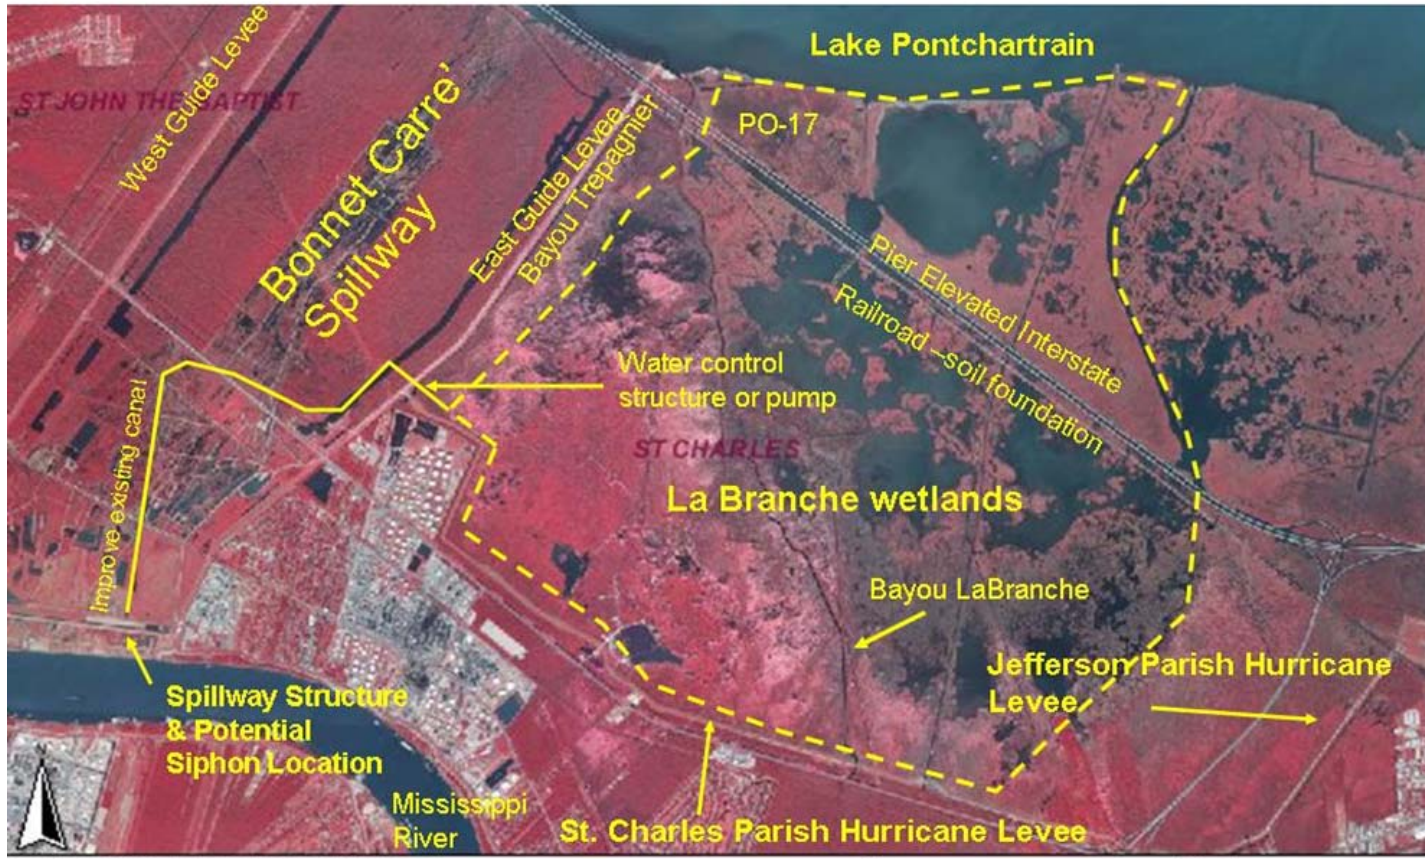 Lake Pontchartrain
ST JOHN THE BAPTIST
West Guide Levee
Bonnet Carre'
Spillway
East Guide Levee
Bayou Trepagnier
PO-17
Pier Elevated Interstate
Railroad –soil foundation
Water control
structure or pump
Improve existing canal
ST CHARLES
La Branche wetlands
Bayou LaBranche
Jefferson Parish Hurricane
Levee
Spillway Structure
& Potential
Siphon Location
Mississippi
River
St. Charles Parish Hurricane Levee